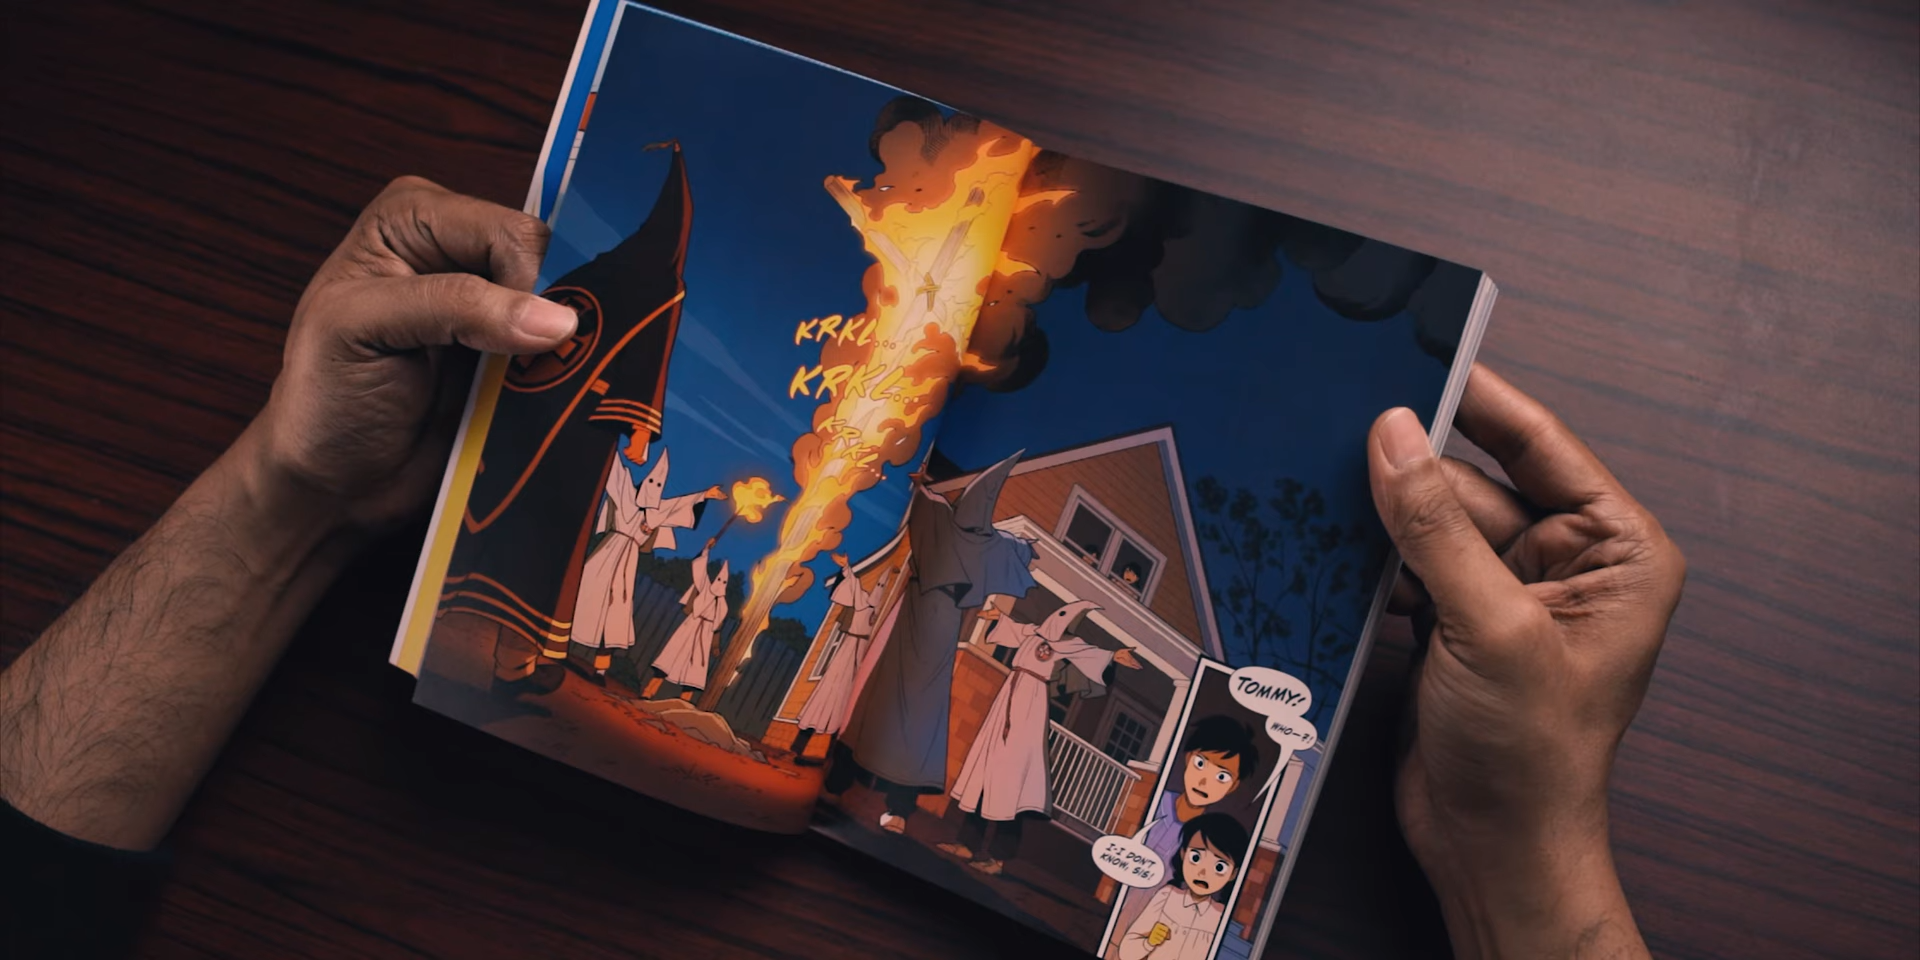 KRKL...
KRKL...
KRKL...
TOMMY!
WHO--?!
I-I DON'T
KNOW, SIS!